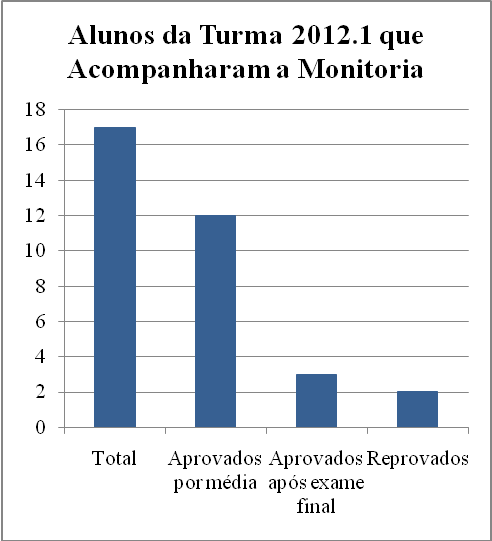 Alunos da Turma 2012.1 que
Acompanharam a Monitoria
18
16
14
12
10
8
6
4
2
0
Total
Aprovados
por média
Aprovados
após exame
final
Reprovados